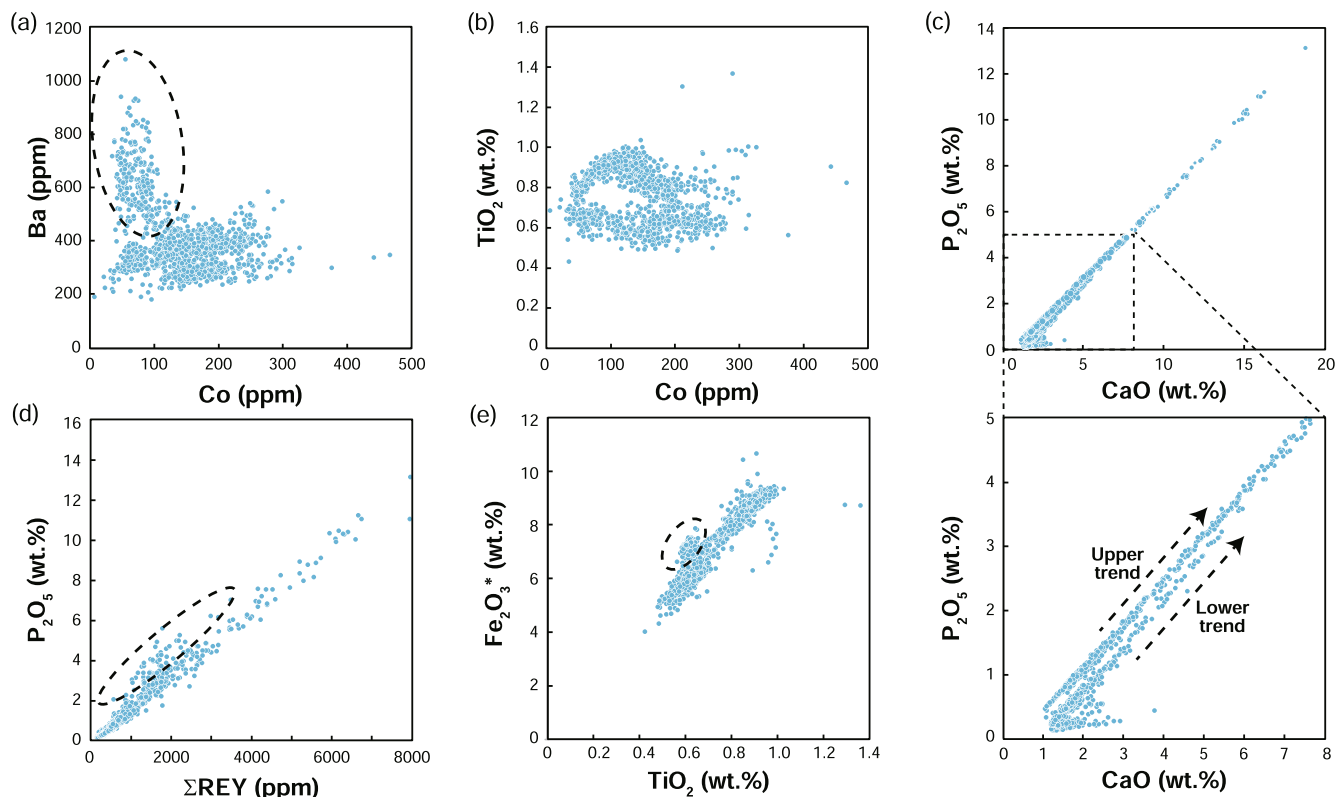 (a)
1200
1000
800
600
400
200
0
Ba (ppm)
0 100 200 300 400 500
Co (ppm)
(b)
1.6
1.4
1.2
1.0
0.8
0.6
0.4
0.2
0
TiO2 (wt.%)
0 100 200 300 400 500
Co (ppm)
(c)
14
12
10
8
6
4
2
0
P2O5 (wt.%)
0 5 10 15 20
CaO (wt.%)
(d)
16
14
12
10
8
6
4
2
0
P2O5 (wt.%)
0 2000 4000 6000 8000
ΣREY (ppm)
(e)
12
10
8
6
4
2
0
Fe2O3* (wt.%)
0 0.2 0.4 0.6 0.8 1.0 1.2 1.4
TiO2 (wt.%)
5
4
3
2
1
0
P2O5 (wt.%)
Upper
trend
Lower
trend
0 1 2 3 4 5 6 7 8
CaO (wt.%)